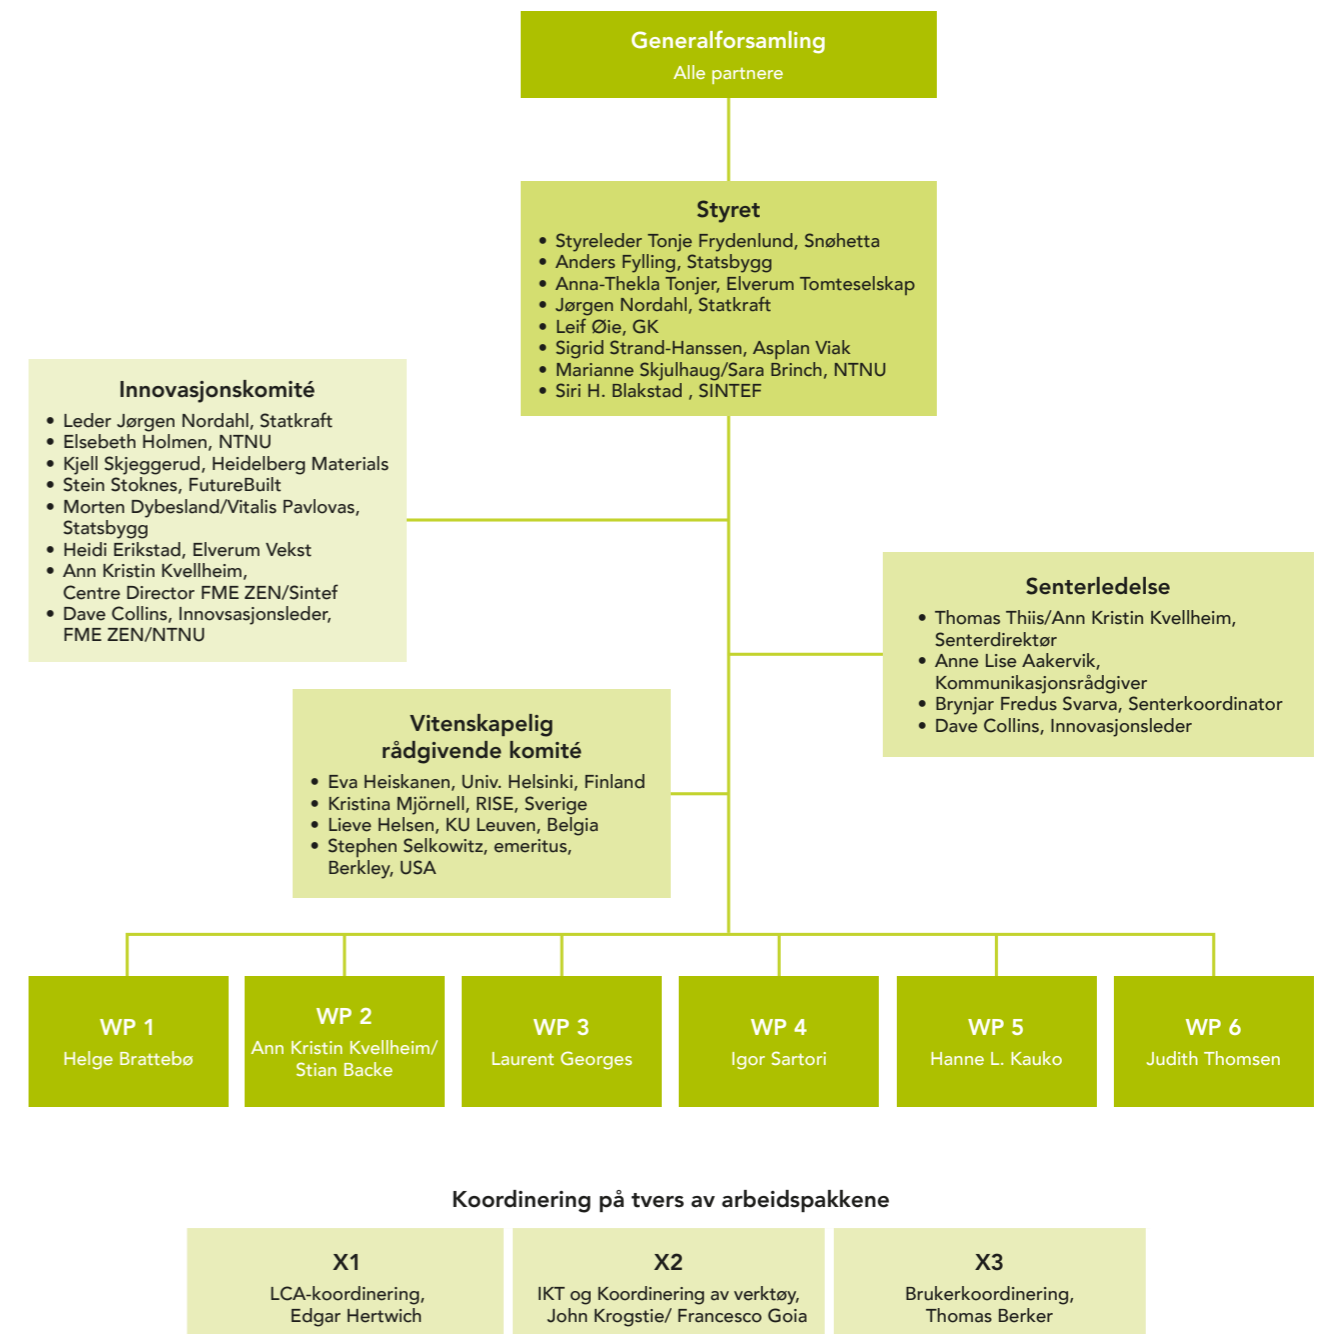 Generalforsamling
Alle partnere
Styret
• Styreleder Tonje Frydenlund, Snøhetta
• Anders Fylling, Statsbygg
• Anna-Thekla Tonjer, Elverum Tomteselskap
• Jørgen Nordahl, Statkraft
• Leif Øie, GK
• Sigrid Strand-Hanssen, Asplan Viak
• Marianne Skjulhaug/Sara Brinch, NTNU
• Siri H. Blakstad , SINTEF
Innovasjonskomité
• Leder Jørgen Nordahl, Statkraft
• Elsebeth Holmen, NTNU
• Kjell Skjeggerud, Heidelberg Materials
• Stein Stoknes, FutureBuilt
• Morten Dybesland/Vitalis Pavlovas,
Statsbygg
• Heidi Erikstad, Elverum Vekst
• Ann Kristin Kvellheim,
Centre Director FME ZEN/Sintef
• Dave Collins, Innovsasjonsleder,
FME ZEN/NTNU
Senterledelse
• Thomas Thiis/Ann Kristin Kvellheim,
Senterdirektør
• Anne Lise Aakervik,
Kommunikasjonsrådgiver
• Brynjar Fredus Svarva, Senterkoordinator
• Dave Collins, Innovasjonsleder
Vitenskapelig
rådgivende komité
• Eva Heiskanen, Univ. Helsinki, Finland
• Kristina Mjörnell, RISE, Sverige
• Lieve Helsen, KU Leuven, Belgia
• Stephen Selkowitz, emeritus,
Berkley, USA
WP 1
Helge Brattebø
WP 2
Ann Kristin Kvellheim/
Stian Backe
WP 3
Laurent Georges
WP 4
Igor Sartori
WP 5
Hanne L. Kauko
WP 6
Judith Thomsen
Koordinering på tvers av arbeidspakkene
X1
LCA-koordinering,
Edgar Hertwich
X2
IKT og Koordinering av verktøy,
John Krogstie/ Francesco Goia
X3
Brukerkoordinering,
Thomas Berker